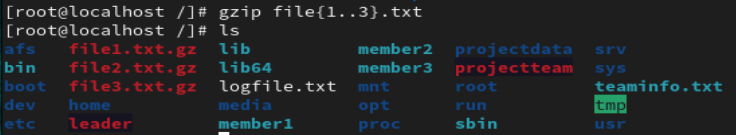 [root@localhost /]# gzip file{1..3}.txt
[root@localhost /]# ls
afs file1.txt.gz lib member2 projectdata srv
bin file2.txt.gz lib64 member3 projectteam sys
boot file3.txt.gz logfile.txt mnt root teaminfo.txt
dev home media opt run tmp
etc leader member1 proc sbin usr